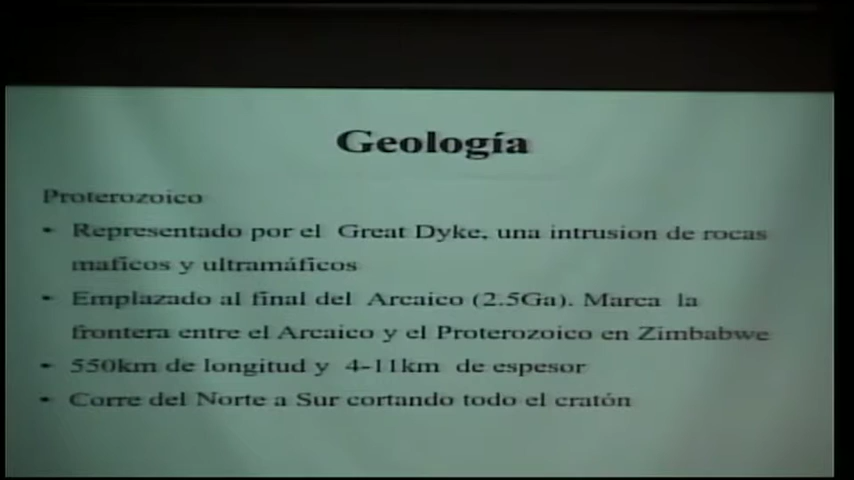 Geología
Proterozoico
• Representado por el Great Dyke, una intrusion de rocas
maficos y ultramáficos
• Emplazado al final del Arcaico (2.5Ga). Marca la
frontera entre el Arcaico y el Proterozoico en Zimbabwe
• 550km de longitud y 4-11km de espesor
• Corre del Norte a Sur cortando todo el cratón